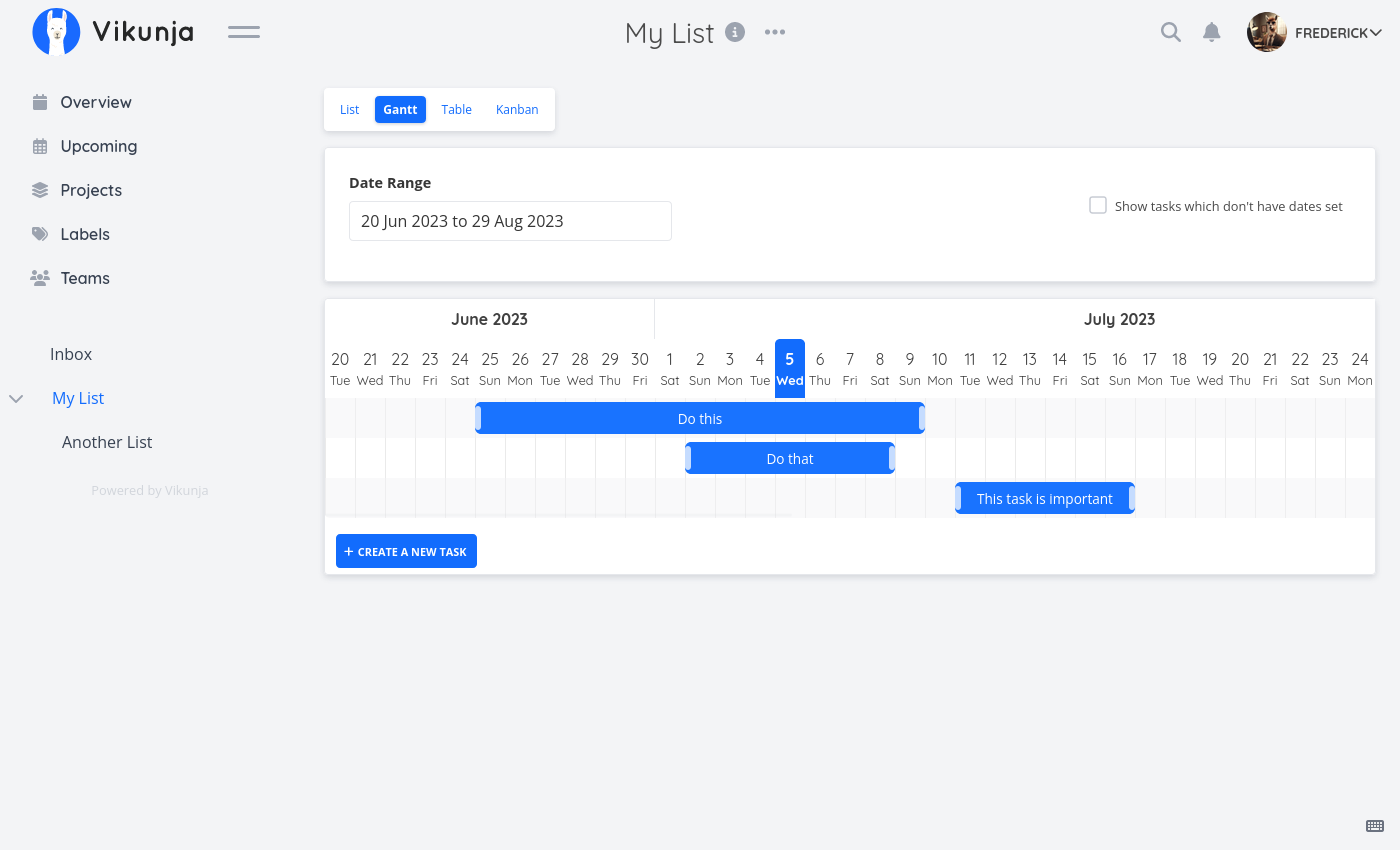 Vikunja
My List
FREDERICK
Overview
Upcoming
Projects
Labels
Teams
Inbox
My List
Another List
Powered by Vikunja
List Gantt Table Kanban
Date Range
20 Jun 2023 to 29 Aug 2023
Show tasks which don't have dates set
June 2023 July 2023
20 21 22 23 24 25 26 27 28 29 30 1 2 3 4 5 6 7 8 9 10 11 12 13 14 15 16 17 18 19 20 21 22 23 24
Tue Wed Thu Fri Sat Sun Mon Tue Wed Thu Fri Sat Sun Mon Tue Wed Thu Fri Sat Sun Mon Tue Wed Thu Fri Sat Sun Mon Tue Wed Thu Fri Sat Sun Mon
Do this
Do that
This task is important
+ CREATE A NEW TASK